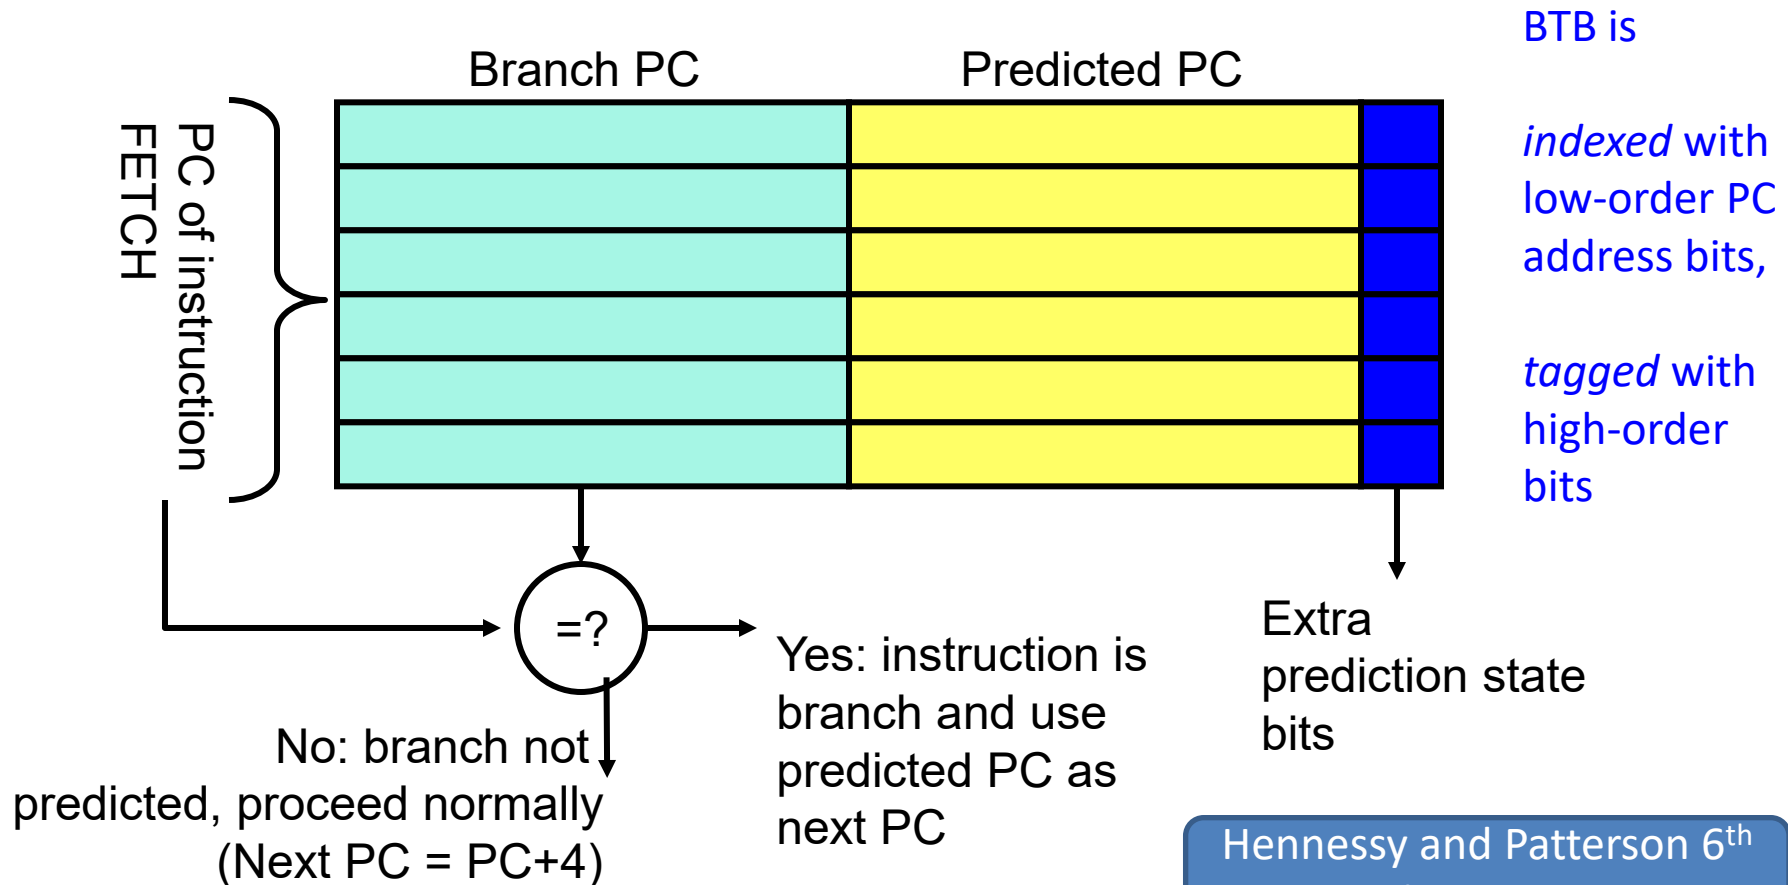 Branch PC
Predicted PC
PC of instruction
FETCH
=?
No: branch not
predicted, proceed normally
(Next PC = PC+4)
Yes: instruction is
branch and use
predicted PC as
next PC
Extra
prediction state
bits
BTB is
indexed with
low-order PC
address bits,
tagged with
high-order
bits
Hennessy and Patterson 6th